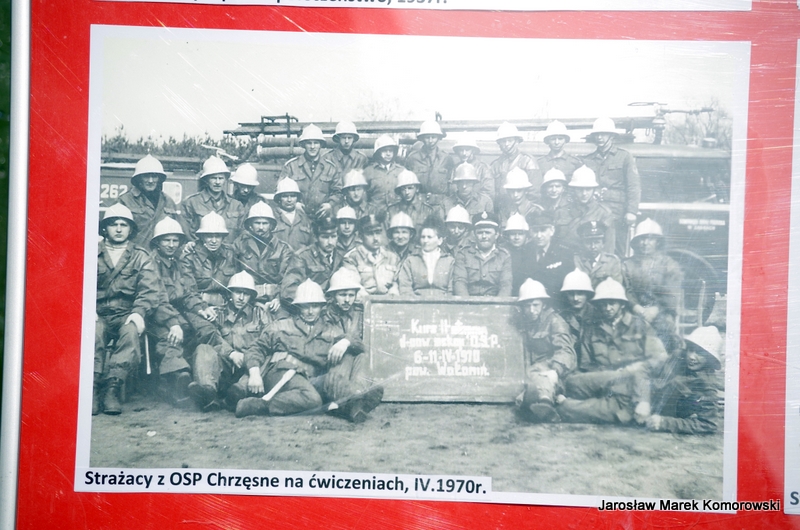 1957r.
262
Kurs II stopnia
6-11-IV-1970
pow. Wołomin
Strażacy z OSP Chrzęsne na ćwiczeniach, IV.1970r.
S
Jarosław Marek Komorowski